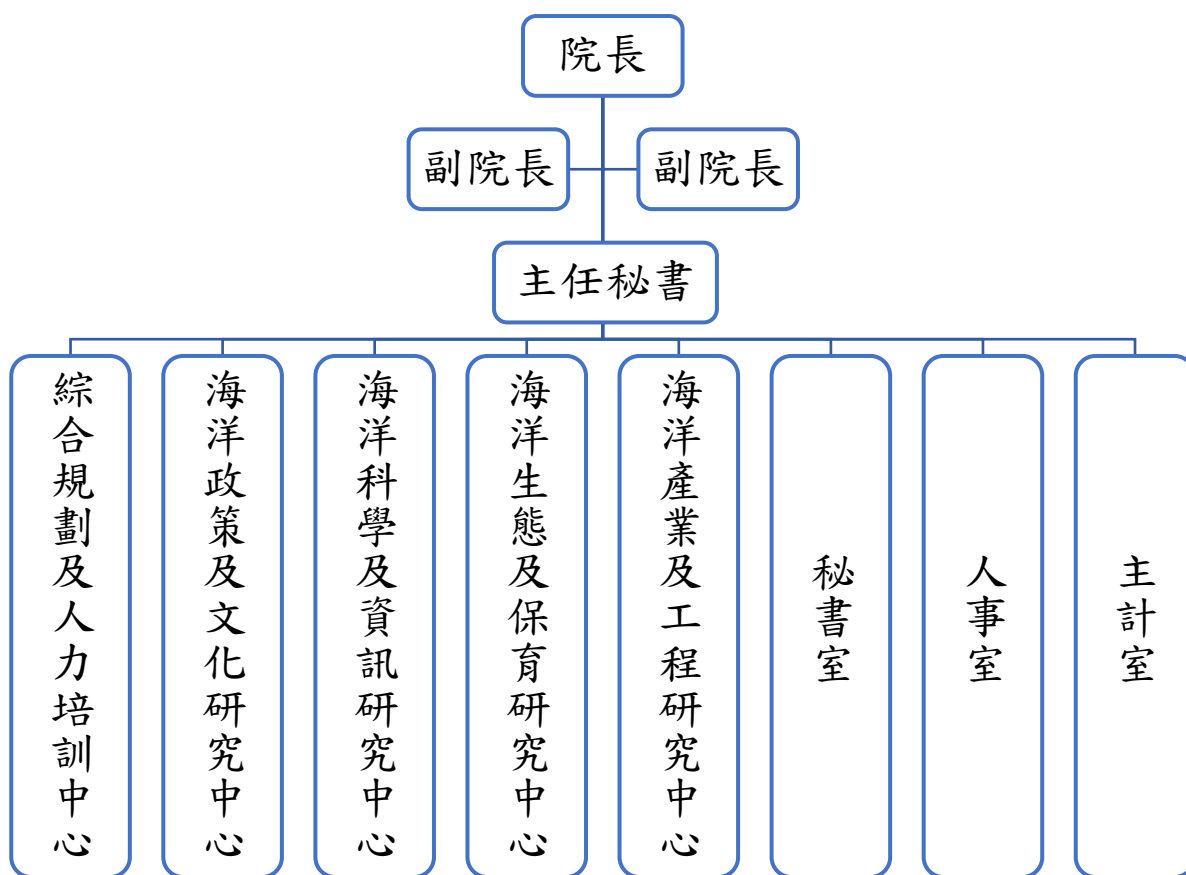 院長
副院長
副院長
主任秘書
綜合規劃及人力培訓中心
海洋政策及文化研究中心
海洋科學及資訊研究中心
海洋生態及保育研究中心
海洋產業及工程研究中心
秘書室
人事室
主計室